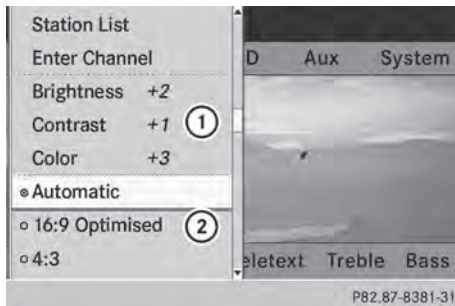 Station List
Enter Channel
D Aux System
Brightness +2
Contrast +1 1
Color +3
Automatic
16:9 Optimised 2
4:3
eletext Treble Bass
P82.87-8381-31